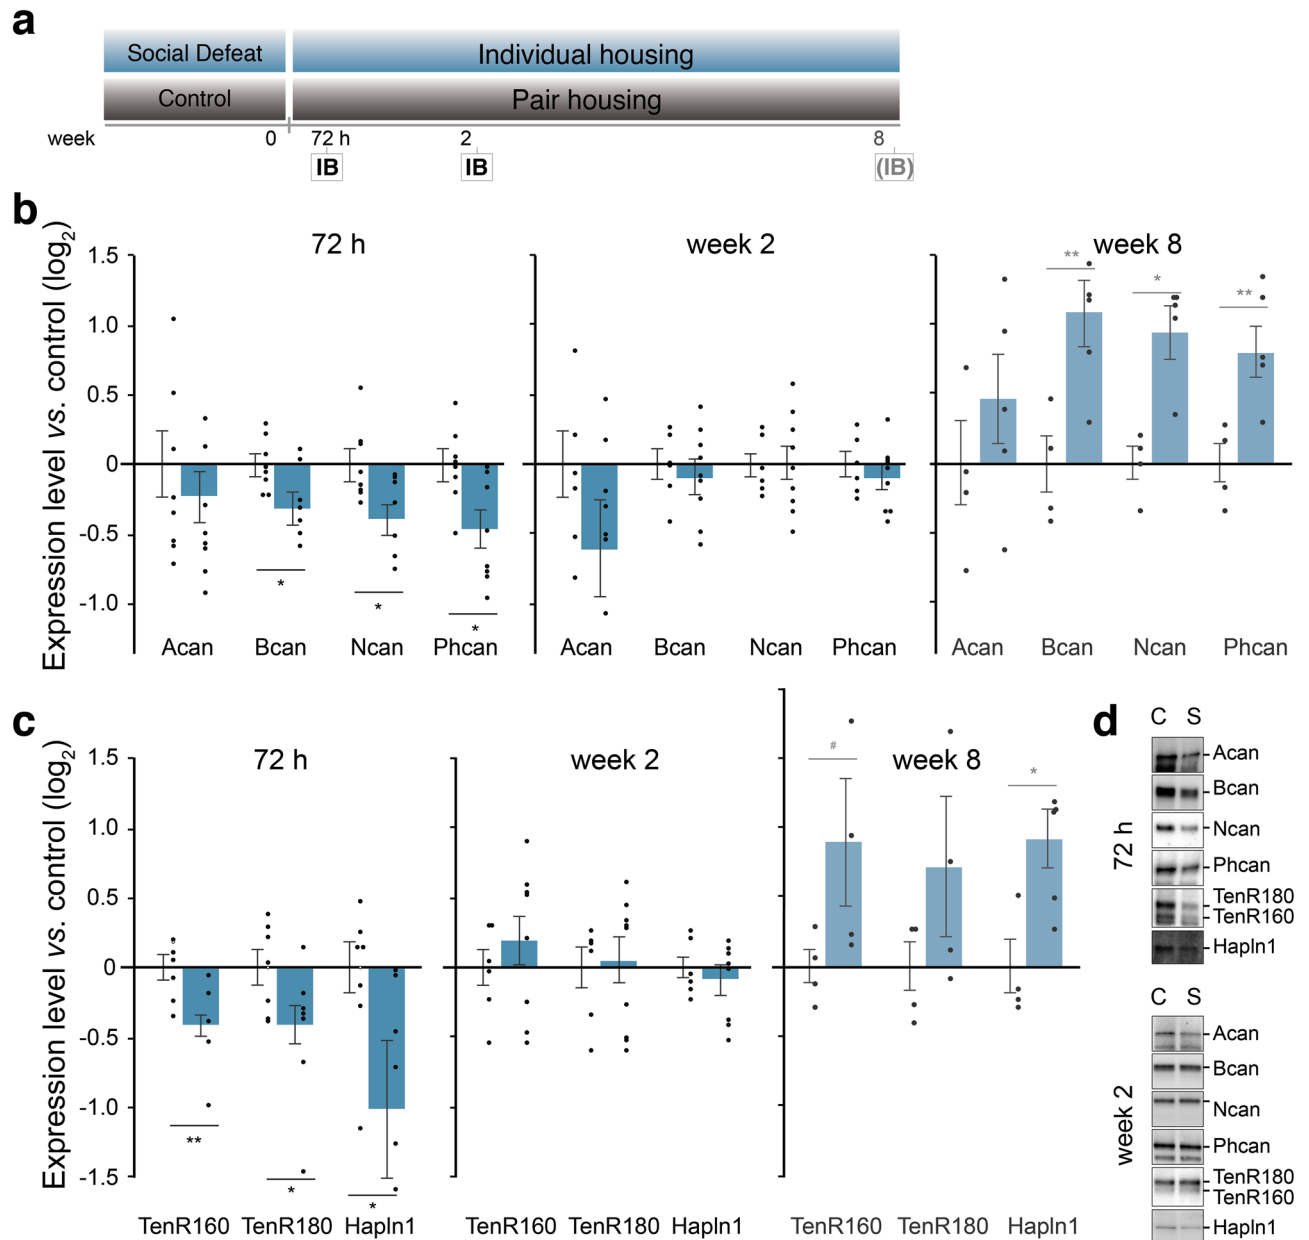 a
Social Defeat Individual housing
Control Pair housing
week 0 72 h 2 8
IB IB (IB)
b
Expression level vs. control (log2)
72 h week 2 week 8
1.5
1.0
0.5
0
-0.5
-1.0
** * **
* * *
Acan Bcan Ncan Phcan Acan Bcan Ncan Phcan Acan Bcan Ncan Phcan
c
Expression level vs. control (log2)
72 h week 2 week 8
1.5
1.0
0.5
0
-0.5
-1.0
-1.5
# *
** * *
TenR160 TenR180 Hapln1 TenR160 TenR180 Hapln1 TenR160 TenR180 Hapln1
d
C S
72 h
Acan
Bcan
Ncan
Phcan
TenR180
TenR160
Hapln1
C S
week 2
Acan
Bcan
Ncan
Phcan
TenR180
TenR160
Hapln1